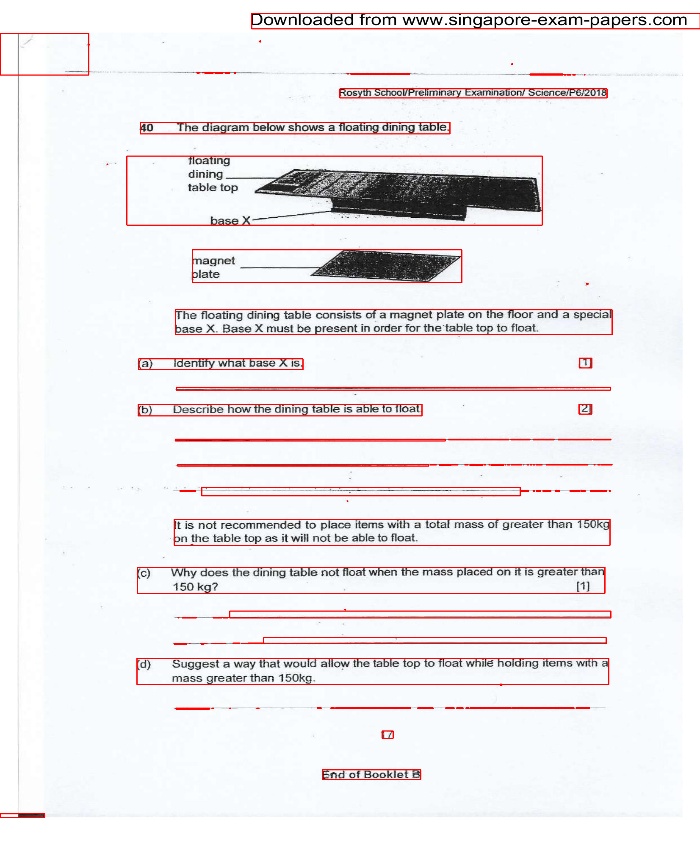 Downloaded from www.singapore-exam-papers.com
Rosyth School/Preliminary Examination/ Science/P6/2018
40 The diagram below shows a floating dining table.
floating
dining
table top
base X
magnet
plate
The floating dining table consists of a magnet plate on the floor and a special
base X. Base X must be present in order for the table top to float.
(a) Identify what base X is. [1]
(b) Describe how the dining table is able to float. [2]
It is not recommended to place items with a total mass of greater than 150kg
on the table top as it will not be able to float.
(c) Why does the dining table not float when the mass placed on it is greater than
150 kg? [1]
(d) Suggest a way that would allow the table top to float while holding items with a
mass greater than 150kg.
17
End of Booklet B